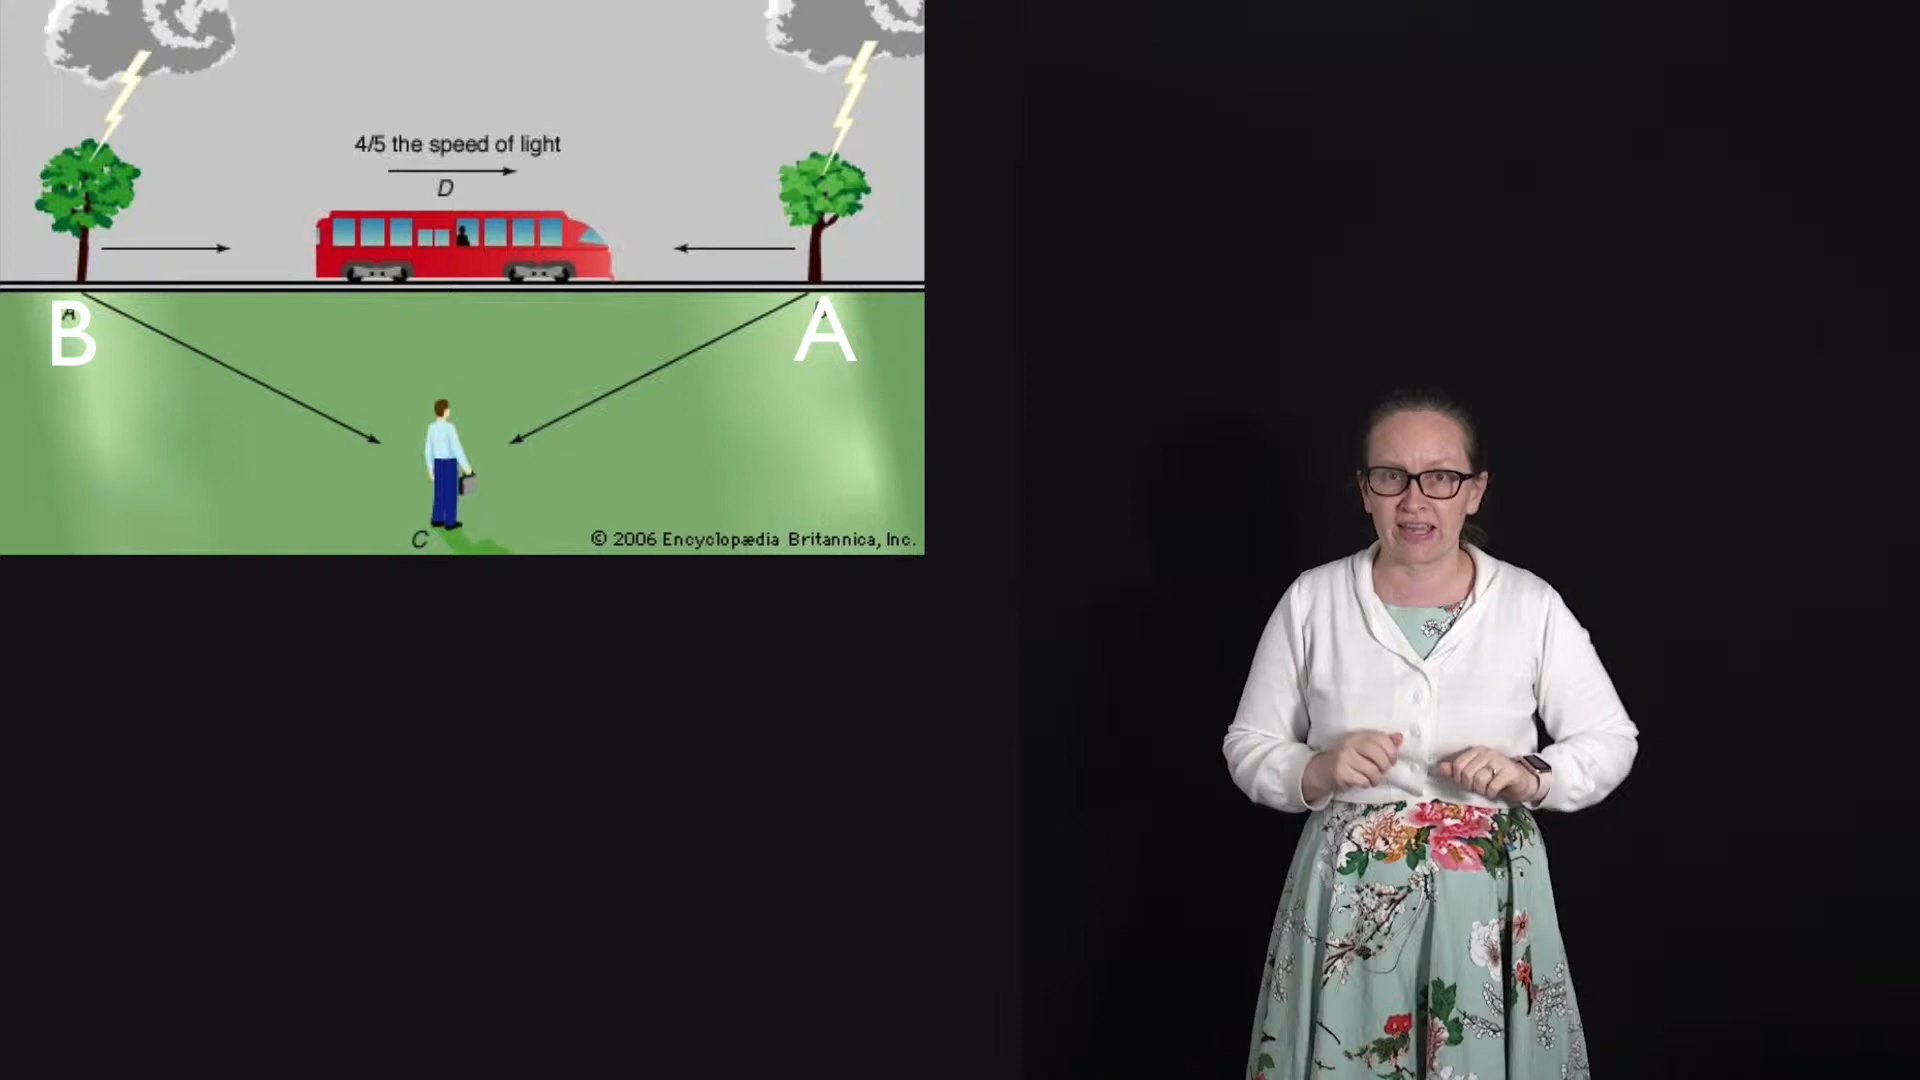 4/5 the speed of light
D
B
A
C
© 2006 Encyclopædia Britannica, Inc.